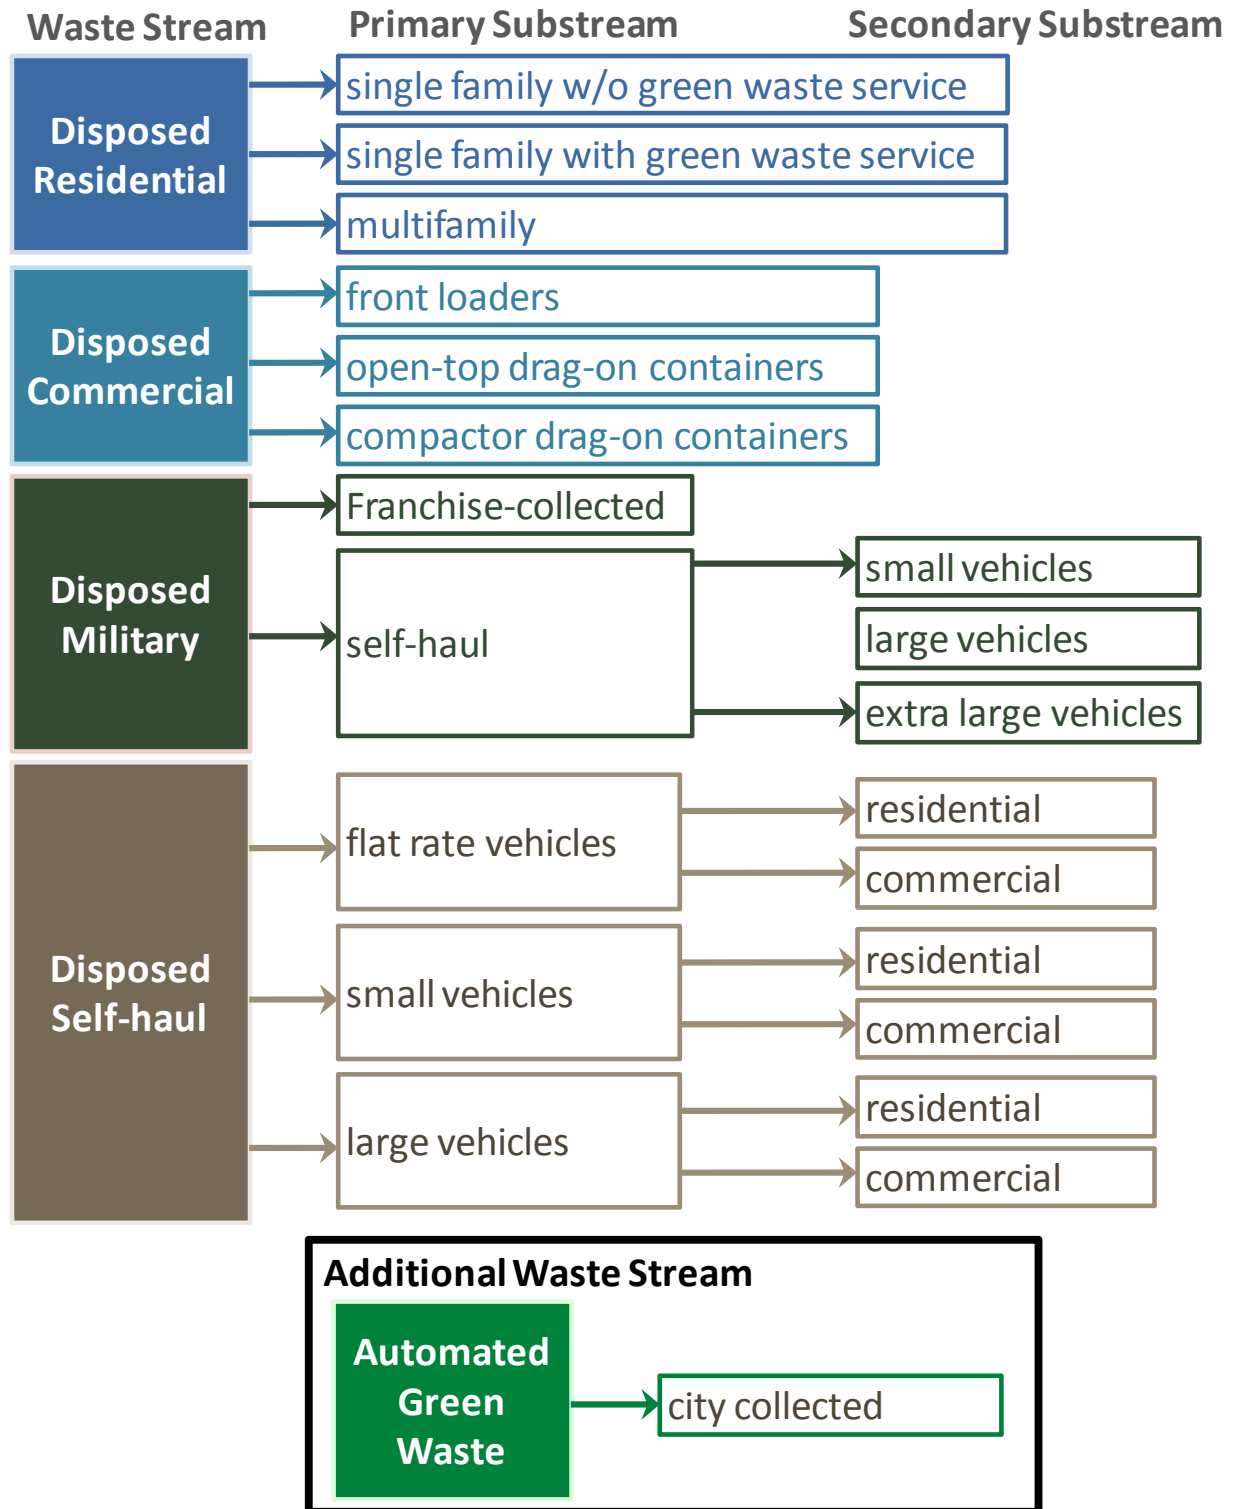 Waste Stream
Primary Substream
Secondary Substream
Disposed
Residential
single family w/o green waste service
single family with green waste service
multifamily
Disposed
Commercial
front loaders
open-top drag-on containers
compactor drag-on containers
Disposed
Military
Franchise-collected
self-haul
small vehicles
large vehicles
extra large vehicles
Disposed
Self-haul
flat rate vehicles
residential
commercial
small vehicles
residential
commercial
large vehicles
residential
commercial
Additional Waste Stream
Automated
Green
Waste
city collected